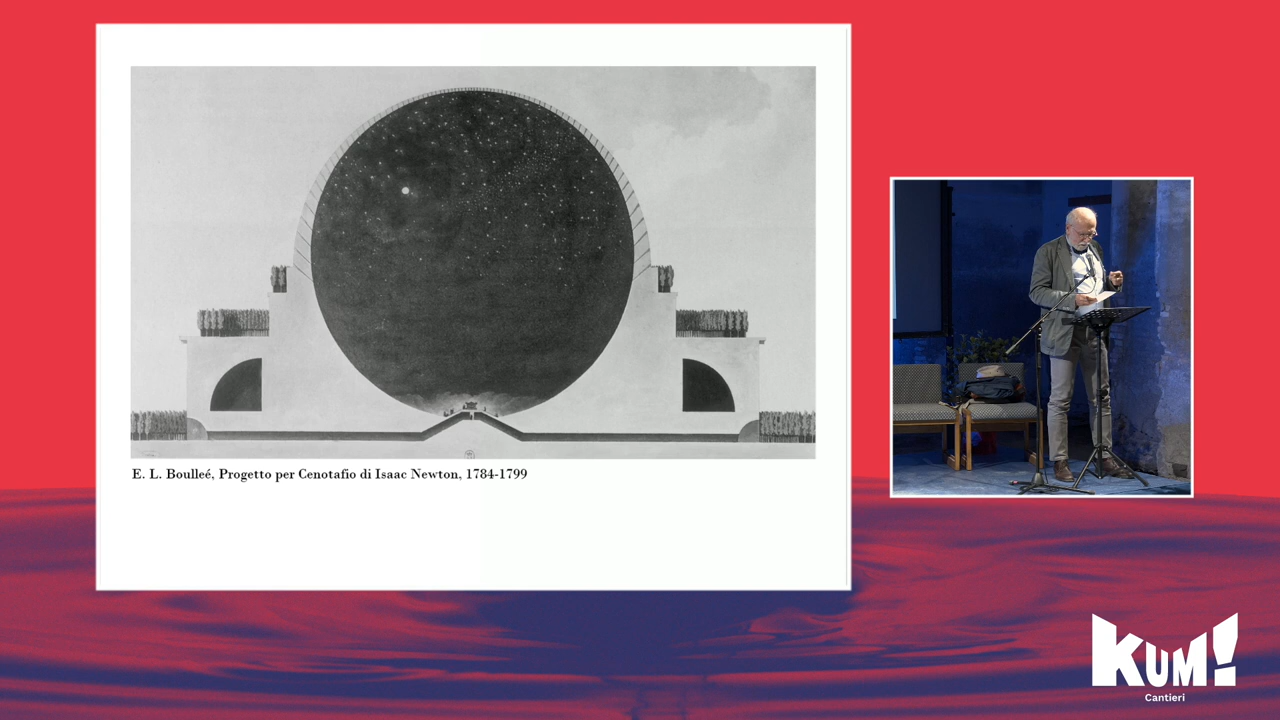 E. L. Boulleé, Progetto per Cenotafio di Isaac Newton, 1784-1799
KUM!
Cantieri